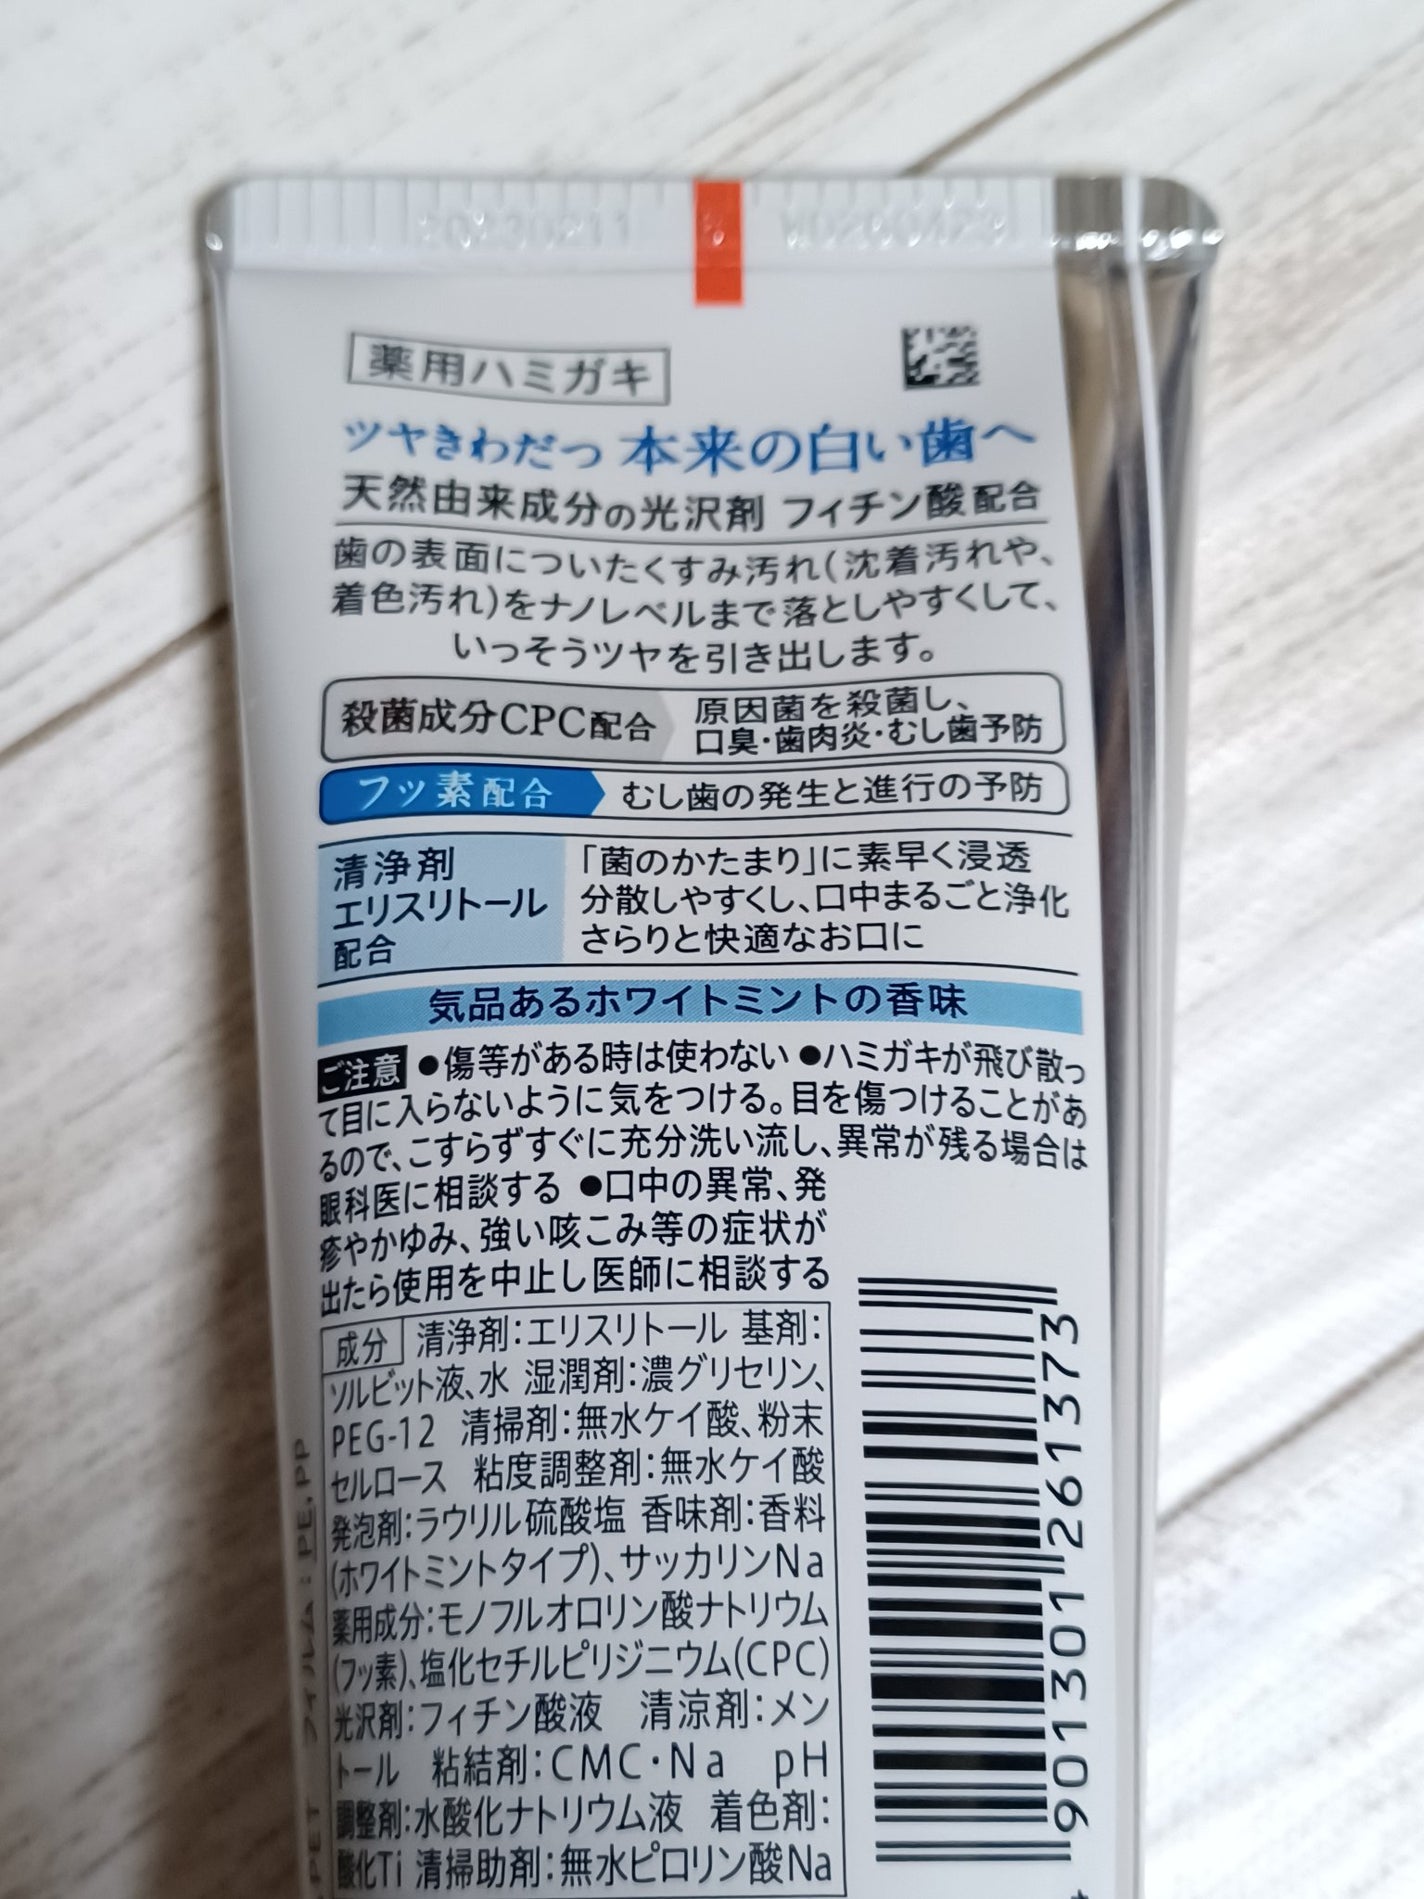 20230211
薬用ハミガキ
ツヤきわだつ 本来の白い歯へ
天然由来成分の光沢剤 フィチン酸配合
歯の表面についたくすみ汚れ(沈着汚れや、
着色汚れ)をナノレベルまで落としやすくして、
いっそうツヤを引き出します。
殺菌成分CPC配合
原因菌を殺菌し、
口臭・歯肉炎・むし歯予防
フッ素配合 むし歯の発生と進行の予防
清浄剤
エリスリトール
配合
「菌のかたまり」に素早く浸透
分散しやすくし、口中まるごと浄化
さらりと快適なお口に
気品あるホワイトミントの香味
ご注意 ●傷等がある時は使わない ●ハミガキが飛び散っ
て目に入らないように気をつける。目を傷つけることがあ
るので、こすらずすぐに充分洗い流し、異常が残る場合は
眼科医に相談する ●口中の異常、発
疹やかゆみ、強い咳こみ等の症状が
出たら使用を中止し医師に相談する
成分 清浄剤:エリスリトール 基剤:
ソルビット液、水 湿潤剤:濃グリセリン、
PEG-12 清掃剤:無水ケイ酸、粉末
セルロース 粘度調整剤:無水ケイ酸
発泡剤:ラウリル硫酸塩 香味剤:香料
(ホワイトミントタイプ)、サッカリンNa
薬用成分:モノフルオロリン酸ナトリウム
(フッ素)、塩化セチルピリジニウム(CPC)
光沢剤:フィチン酸液 清涼剤:メン
トール 粘結剤:CMC・Na pH
調整剤:水酸化ナトリウム液 着色剤:
酸化Ti 清掃助剤:無水ピロリン酸Na
4 901301 261373
PE, PP